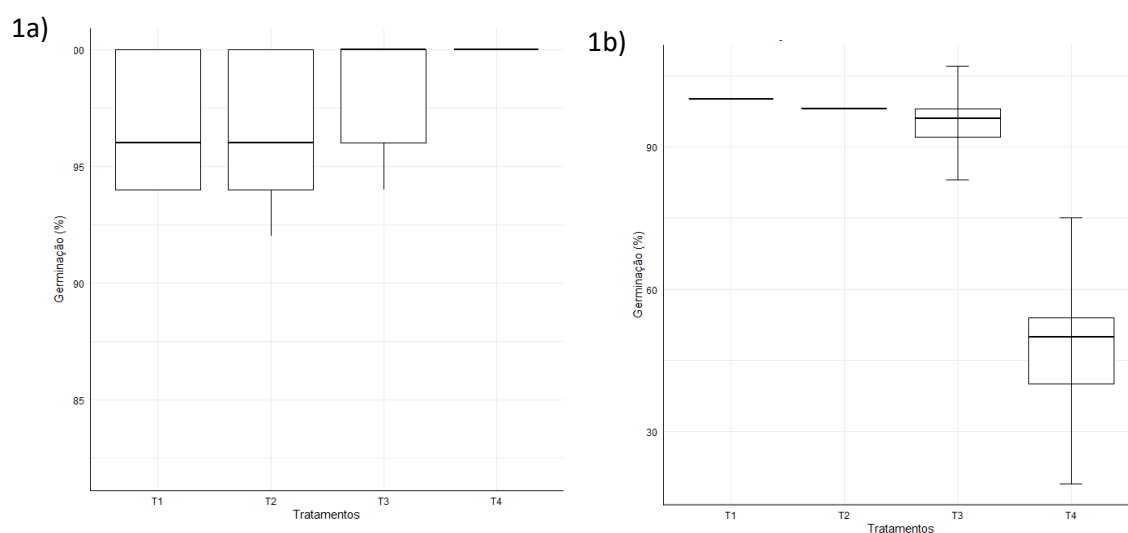 1a)
00
95
90
85
Germinação (%)
T1 T2 T3 T4
Tratamentos
1b)
90
60
30
Germinação (%)
T1 T2 T3 T4
Tratamentos